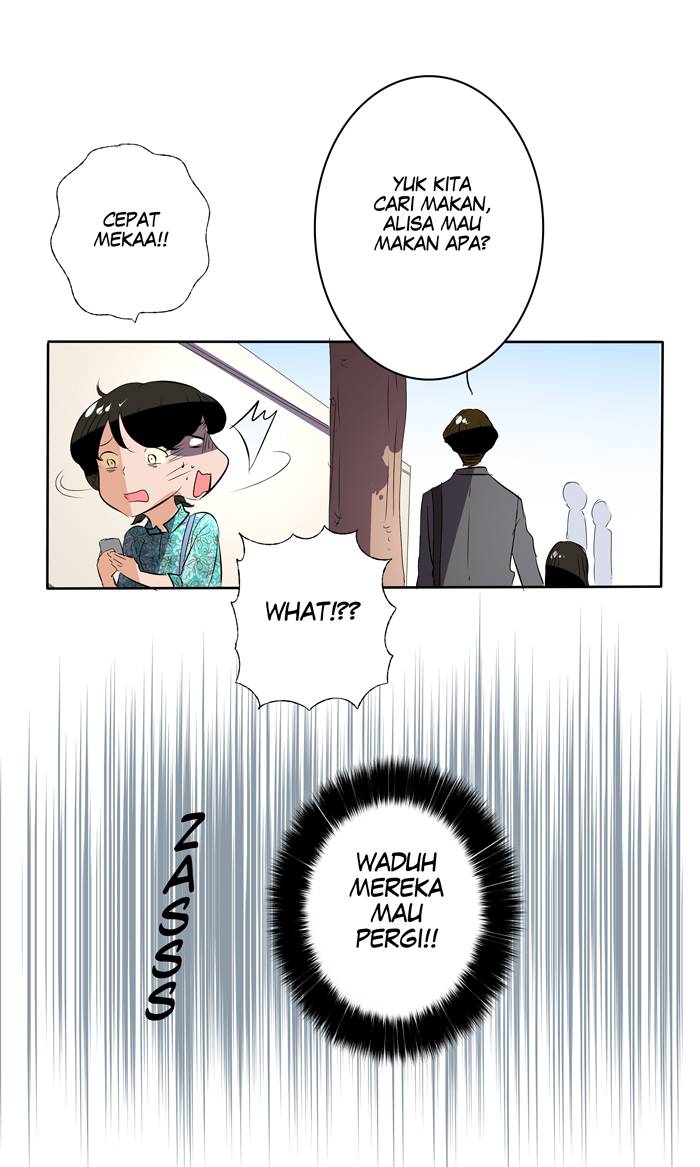 CEPAT
MEKAA!!
YUK KITA
CARI MAKAN,
ALISA MAU
MAKAN APA?
WHAT!??
ZASSS
WADUH
MEREKA
MAU
PERGI!!